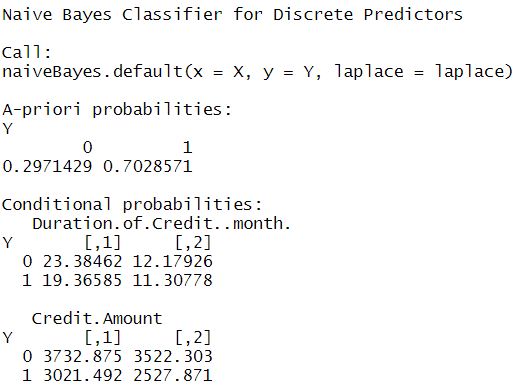 Naive Bayes Classifier for Discrete Predictors
Call:
naiveBayes.default(x = X, y = Y, laplace = laplace)
A-priori probabilities:
Y
0 1
0.2971429 0.7028571
Conditional probabilities:
Duration.of.Credit..month.
Y [,1] [,2]
0 23.38462 12.17926
1 19.36585 11.30778
Credit.Amount
Y [,1] [,2]
0 3732.875 3522.303
1 3021.492 2527.871